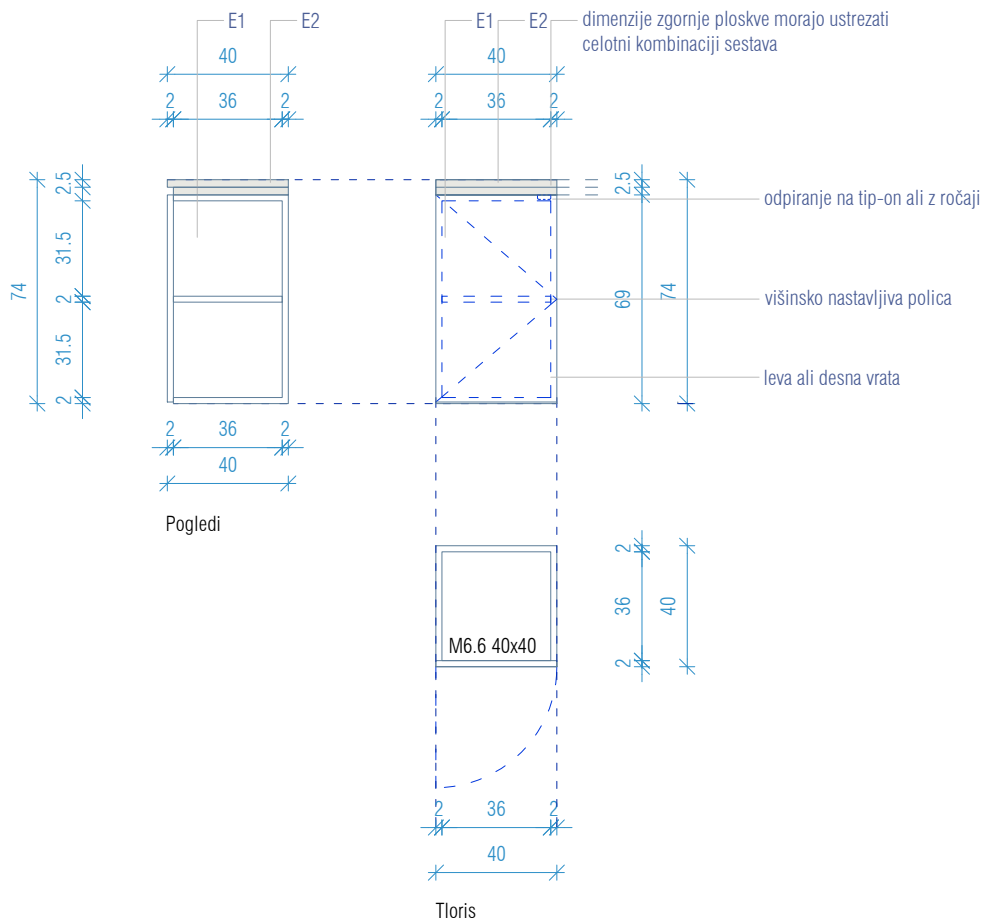 E1
E2
E1
E2
dimenzije zgornje ploskve morajo ustrezati
celotni kombinaciji sestava
40
40
2
36
2
2
36
2
2.5
31.5
2
31.5
2
74
2.5
69
74
odpiranje na tip-on ali z ročaji
višinsko nastavljiva polica
leva ali desna vrata
2
36
2
40
Pogledi
M6.6 40x40
2
36
2
40
2
36
2
40
Tloris